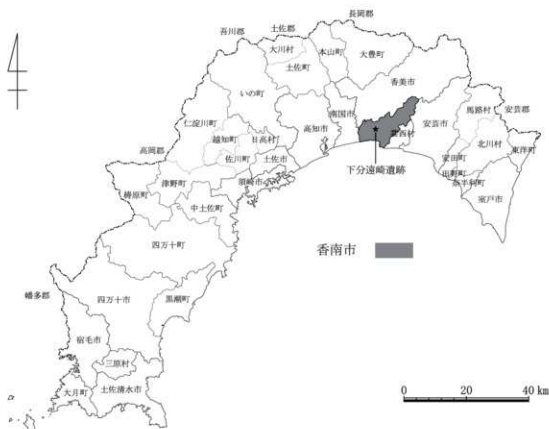 長岡郡
土佐郡
吾川郡
本山町
大川村
大豊町
土佐町
香美市
いの町
馬路村
安芸郡
仁淀川町
南国市
安芸市
高知市
越知町
日高村
芸西村
北川村
東洋町
高岡郡
佐川町
土佐市
安田町
下分遠崎遺跡
田野町
奈半利町
津野町
須崎市
梼原町
室戸市
中土佐町
四万十町
香南市
幡多郡
四万十市
黒潮町
宿毛市
三原村
大月町
土佐清水市
0 20 40 km